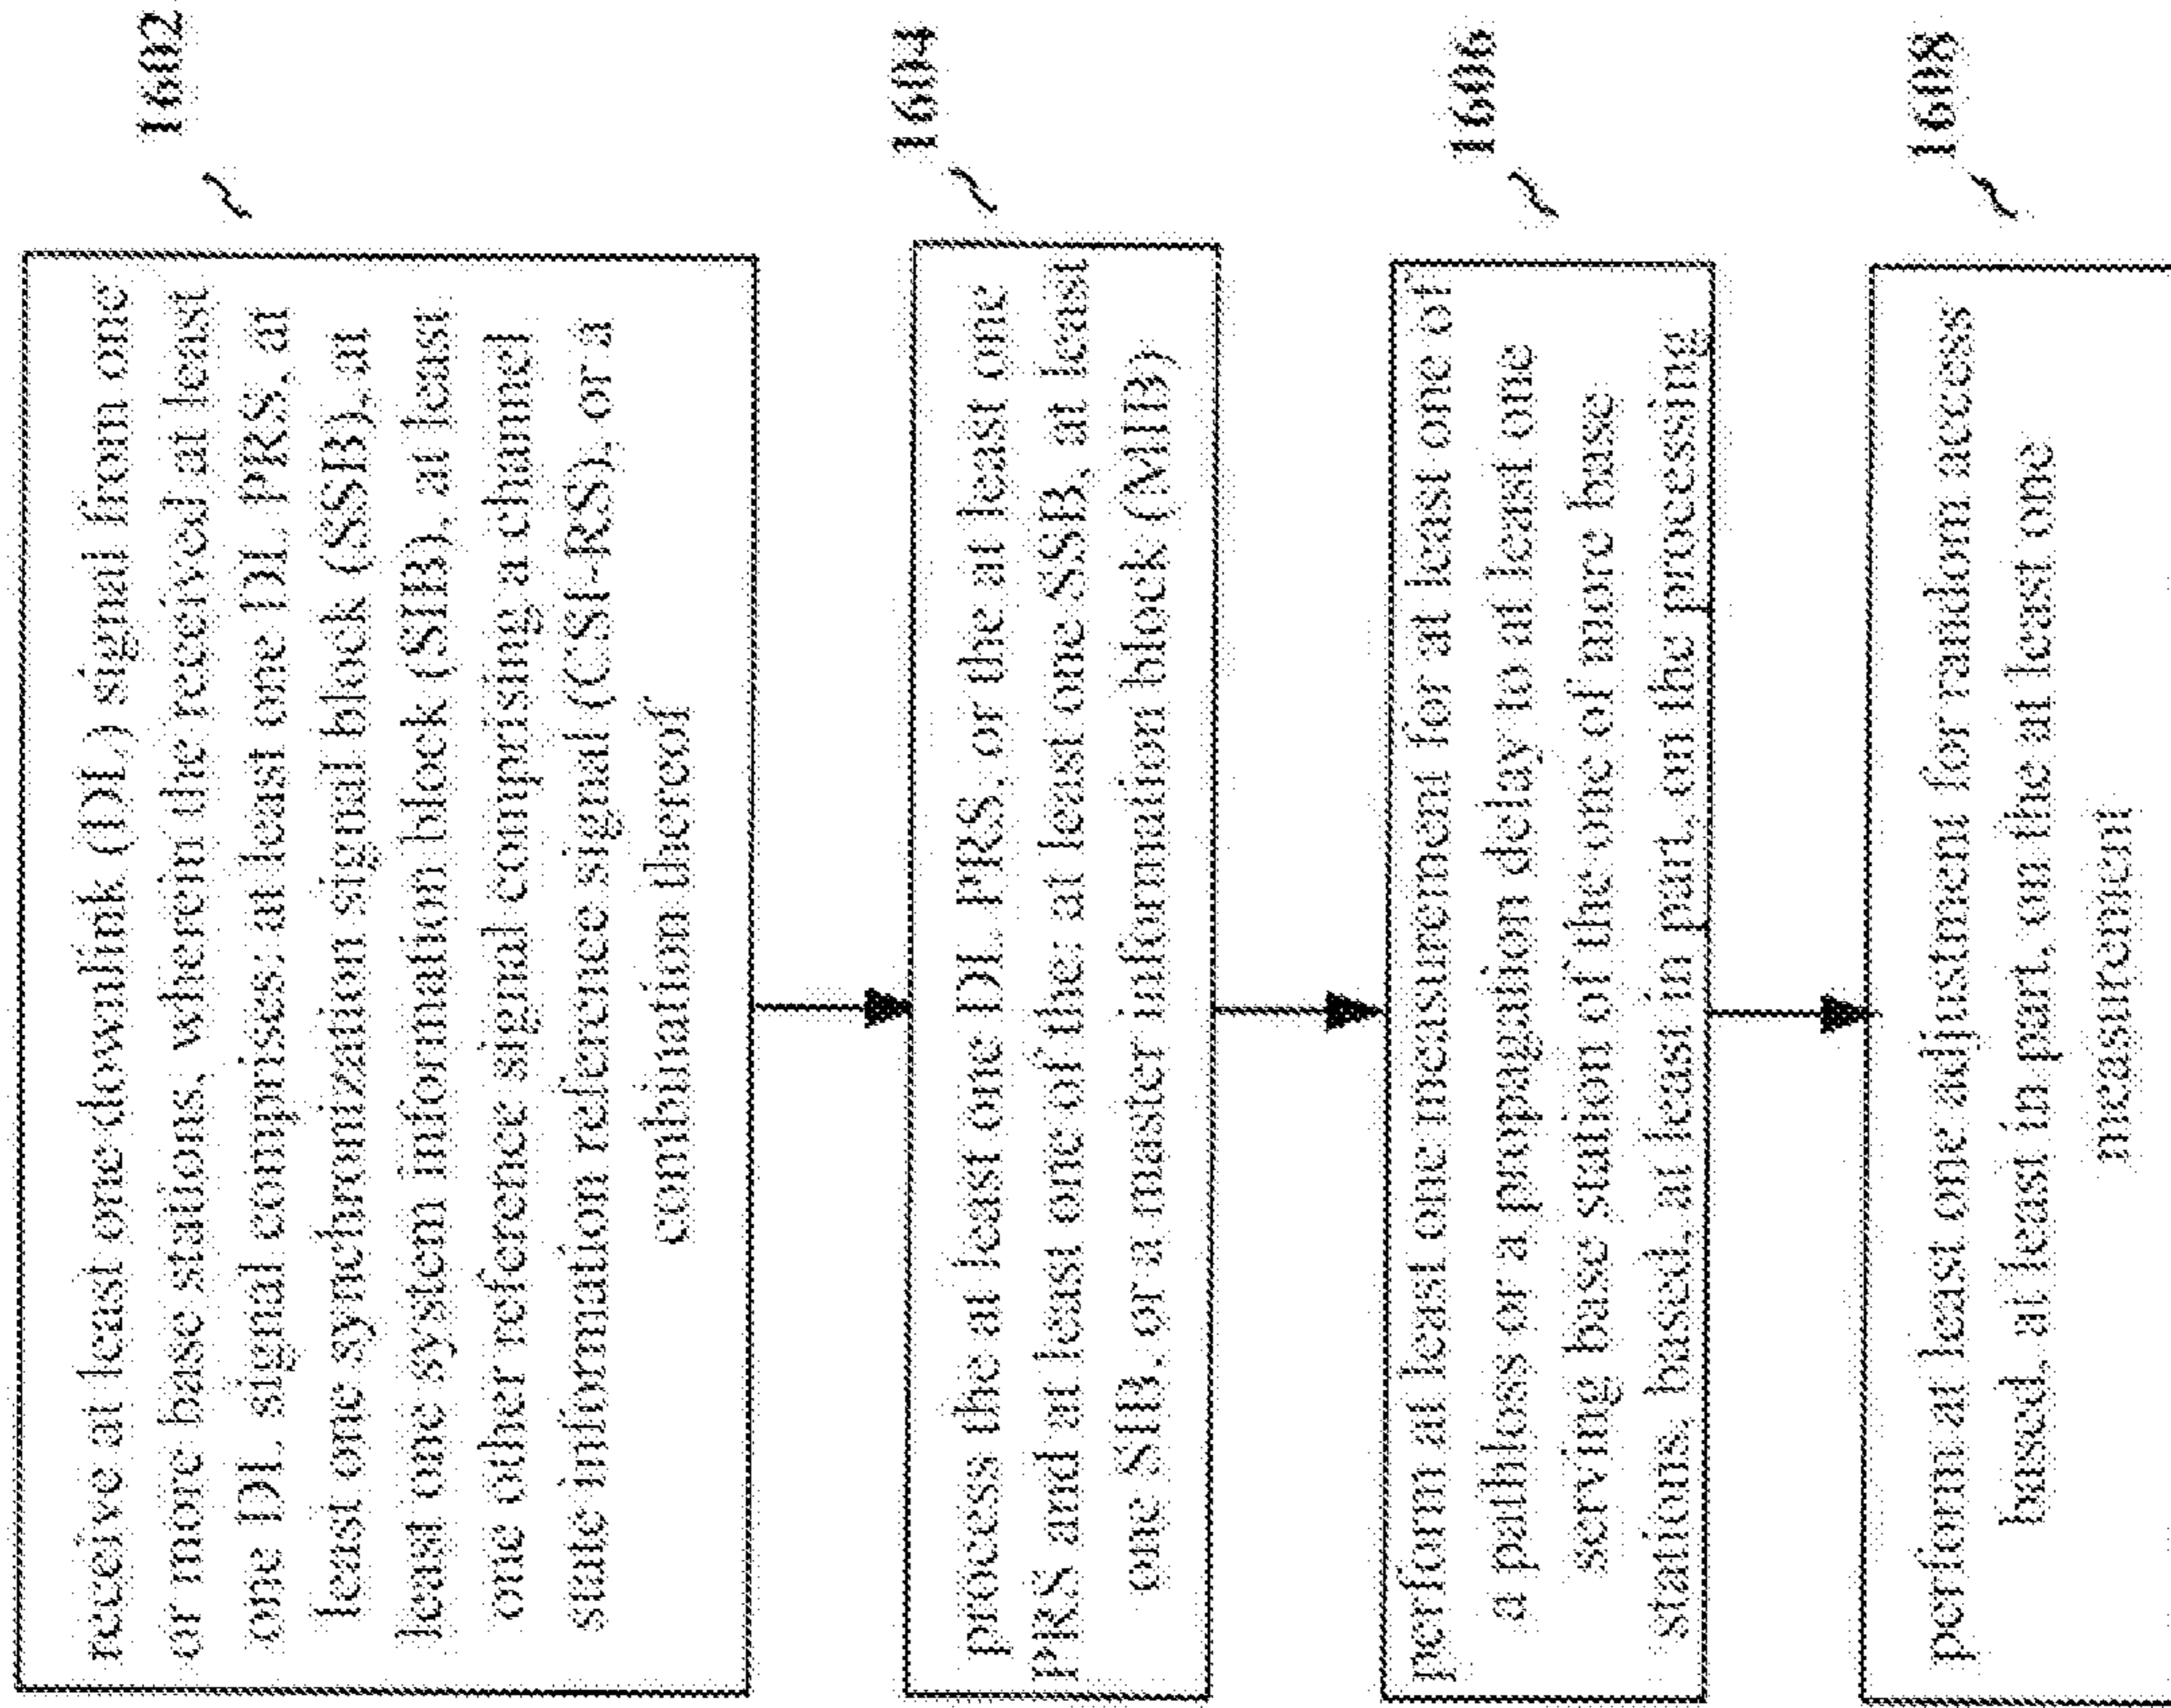 receive at least one downlink (DL) signal from one
or more base stations, wherein the received at least
one DL signal comprises: at least one DL PRS, at
least one synchronization signal block (SSB), at
least one system information block (SIB), at least
one other reference signal comprising a channel
state information reference signal (CSI-RS), or a
combination thereof
1602
process the at least one DL PRS, or the at least one
PRS and at least one of the: at least one SSB, at least
one SIB, or a master information block (MIB)
1604
perform at least one measurement for at least one of
a pathloss or a propagation delay to at least one
serving base station of the one of more base
stations, based, at least in part, on the processing
1606
perform at least one adjustment for random access
based, at least in part, on the at least one
measurement
1608